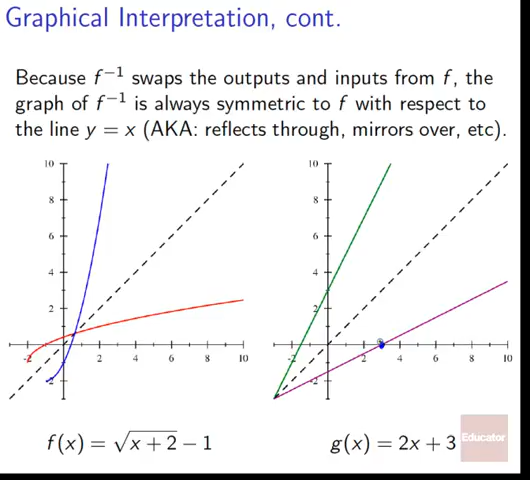 Graphical Interpretation, cont.
Because f⁻¹ swaps the outputs and inputs from f, the
graph of f⁻¹ is always symmetric to f with respect to
the line y = x (AKA: reflects through, mirrors over, etc).
10 10
8 8
6 6
4 4
2 2
-2 2 4 6 8 10 -2 2 4 6 8 10
-2 -2
f(x) = √x + 2 − 1 g(x) = 2x + 3
Educator